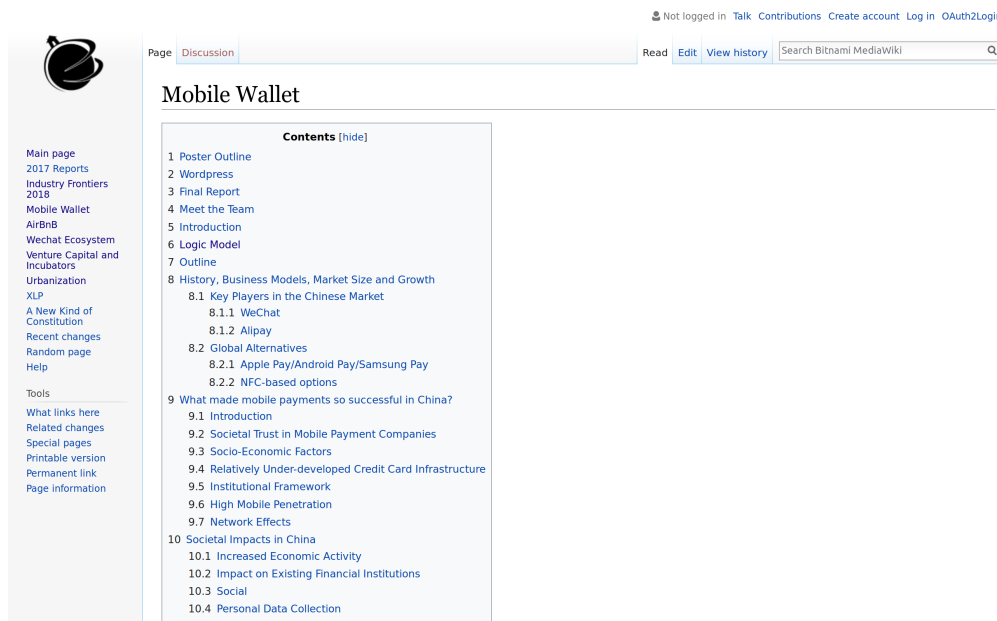 Not logged in Talk Contributions Create account Log in OAuth2Login
Page Discussion Read Edit View history Search Bitnami MediaWiki
Mobile Wallet
Main page
2017 Reports
Industry Frontiers
2018
Mobile Wallet
AirBnB
Wechat Ecosystem
Venture Capital and
Incubators
Urbanization
XLP
A New Kind of
Constitution
Recent changes
Random page
Help
Tools
What links here
Related changes
Special pages
Printable version
Permanent link
Page information
Contents [hide]
1 Poster Outline
2 Wordpress
3 Final Report
4 Meet the Team
5 Introduction
6 Logic Model
7 Outline
8 History, Business Models, Market Size and Growth
8.1 Key Players in the Chinese Market
8.1.1 WeChat
8.1.2 Alipay
8.2 Global Alternatives
8.2.1 Apple Pay/Android Pay/Samsung Pay
8.2.2 NFC-based options
9 What made mobile payments so successful in China?
9.1 Introduction
9.2 Societal Trust in Mobile Payment Companies
9.3 Socio-Economic Factors
9.4 Relatively Under-developed Credit Card Infrastructure
9.5 Institutional Framework
9.6 High Mobile Penetration
9.7 Network Effects
10 Societal Impacts in China
10.1 Increased Economic Activity
10.2 Impact on Existing Financial Institutions
10.3 Social
10.4 Personal Data Collection